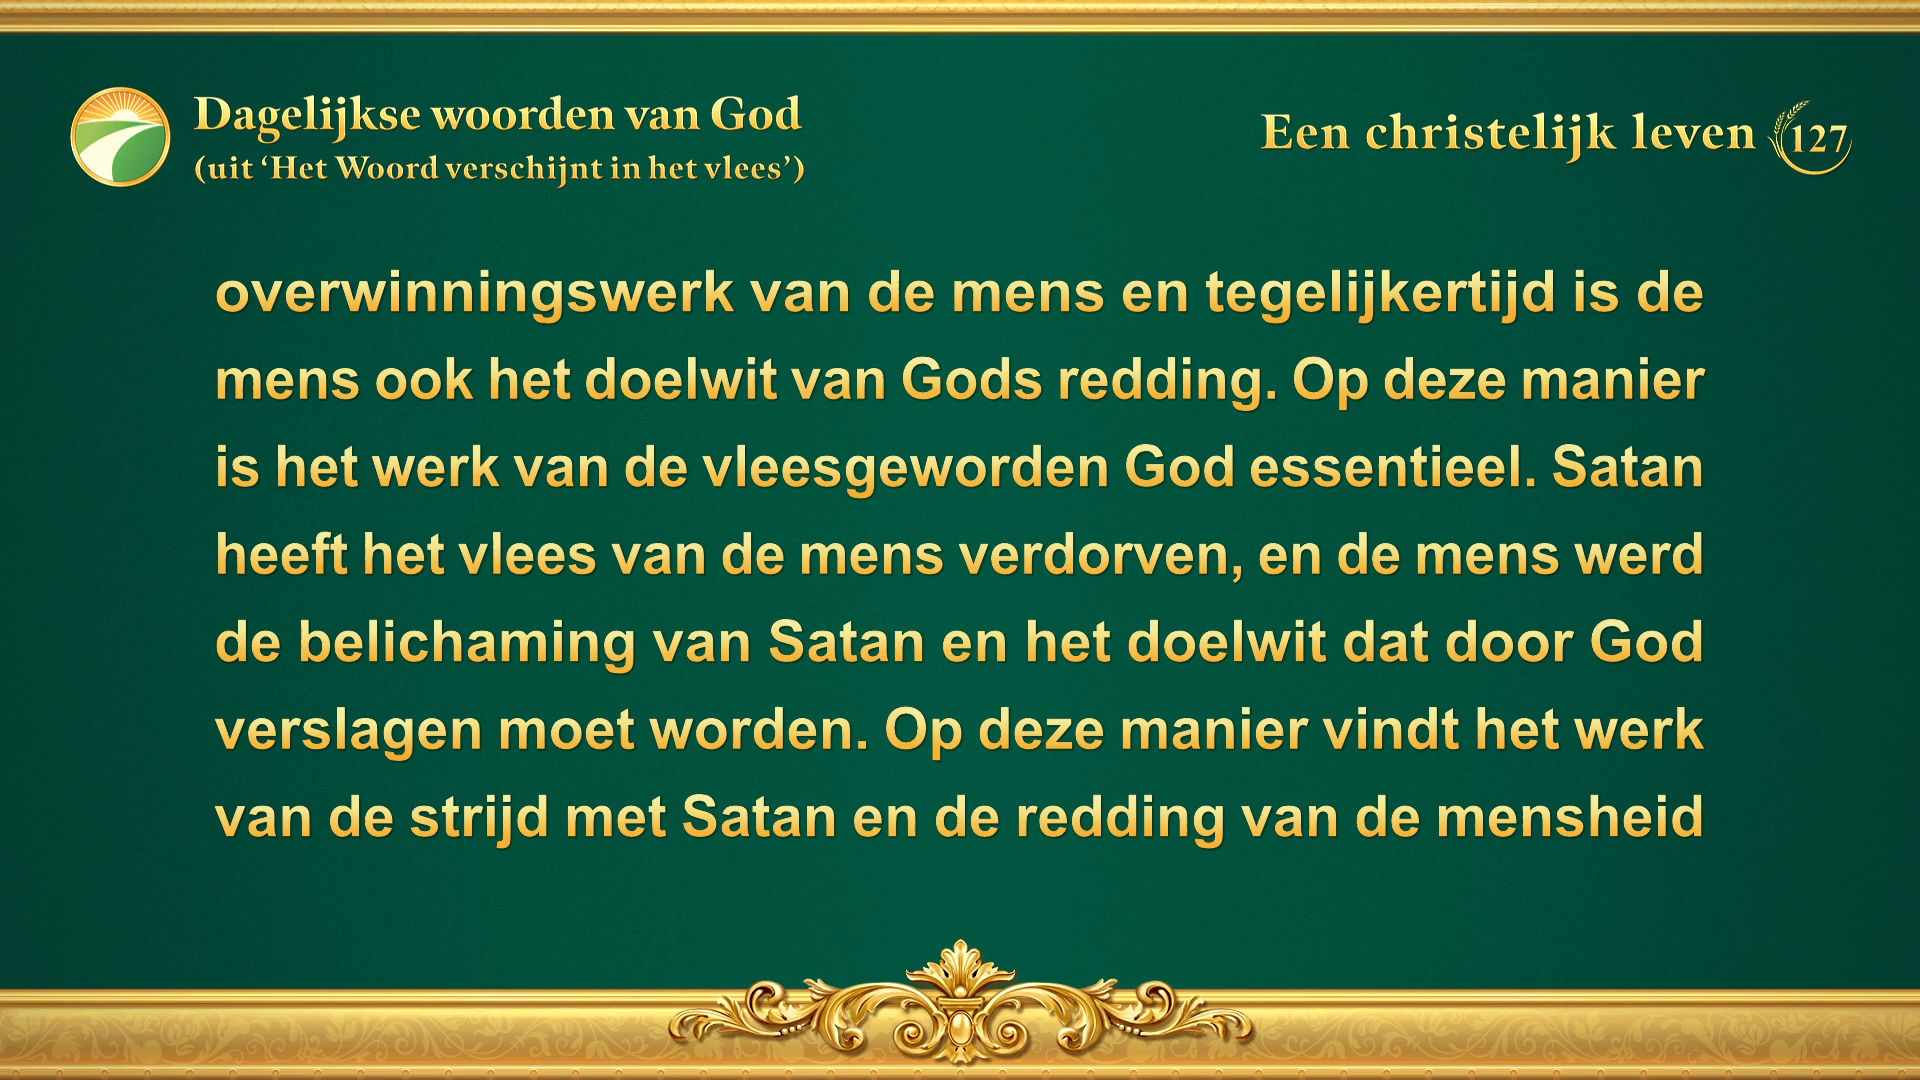 Dagelijkse woorden van God
(uit ‘Het Woord verschijnt in het vlees’)
Een christelijk leven 127
overwinningswerk van de mens en tegelijkertijd is de
mens ook het doelwit van Gods redding. Op deze manier
is het werk van de vleesgeworden God essentieel. Satan
heeft het vlees van de mens verdorven, en de mens werd
de belichaming van Satan en het doelwit dat door God
verslagen moet worden. Op deze manier vindt het werk
van de strijd met Satan en de redding van de mensheid